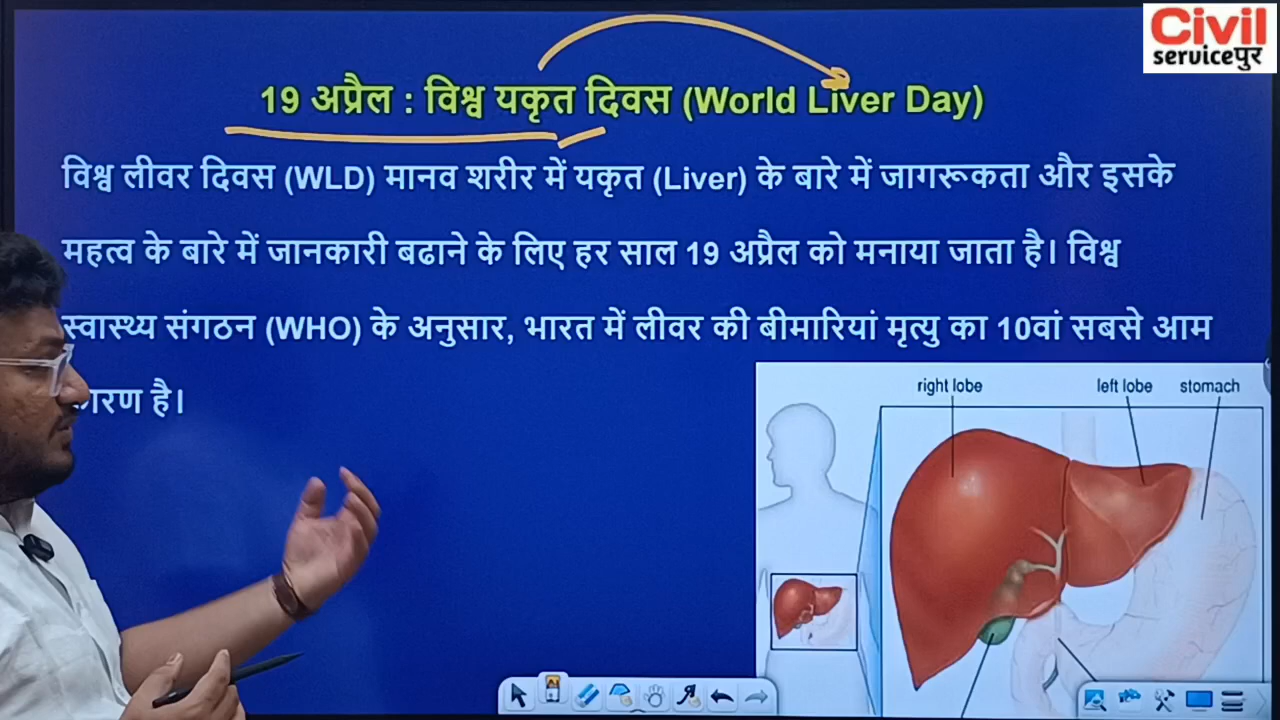 Civil
serviceपुर
19 अप्रैल : विश्व यकृत दिवस (World Liver Day)
विश्व लीवर दिवस (WLD) मानव शरीर में यकृत (Liver) के बारे में जागरूकता और इसके
महत्व के बारे में जानकारी बढाने के लिए हर साल 19 अप्रैल को मनाया जाता है। विश्व
स्वास्थ्य संगठन (WHO) के अनुसार, भारत में लीवर की बीमारियां मृत्यु का 10वां सबसे आम
कारण है।
right lobe left lobe stomach